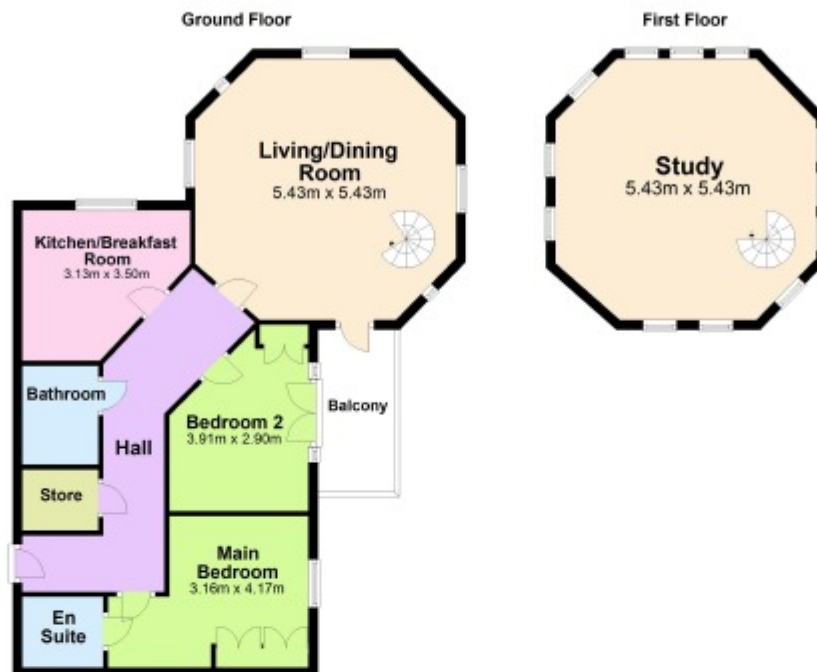 Ground Floor
First Floor
Living/Dining
Room
5.43m x 5.43m
Study
5.43m x 5.43m
Kitchen/Breakfast
Room
3.13m x 3.50m
Bathroom
Hall
Bedroom 2
3.91m x 2.90m
Balcony
Store
Main
Bedroom
3.16m x 4.17m
En
Suite